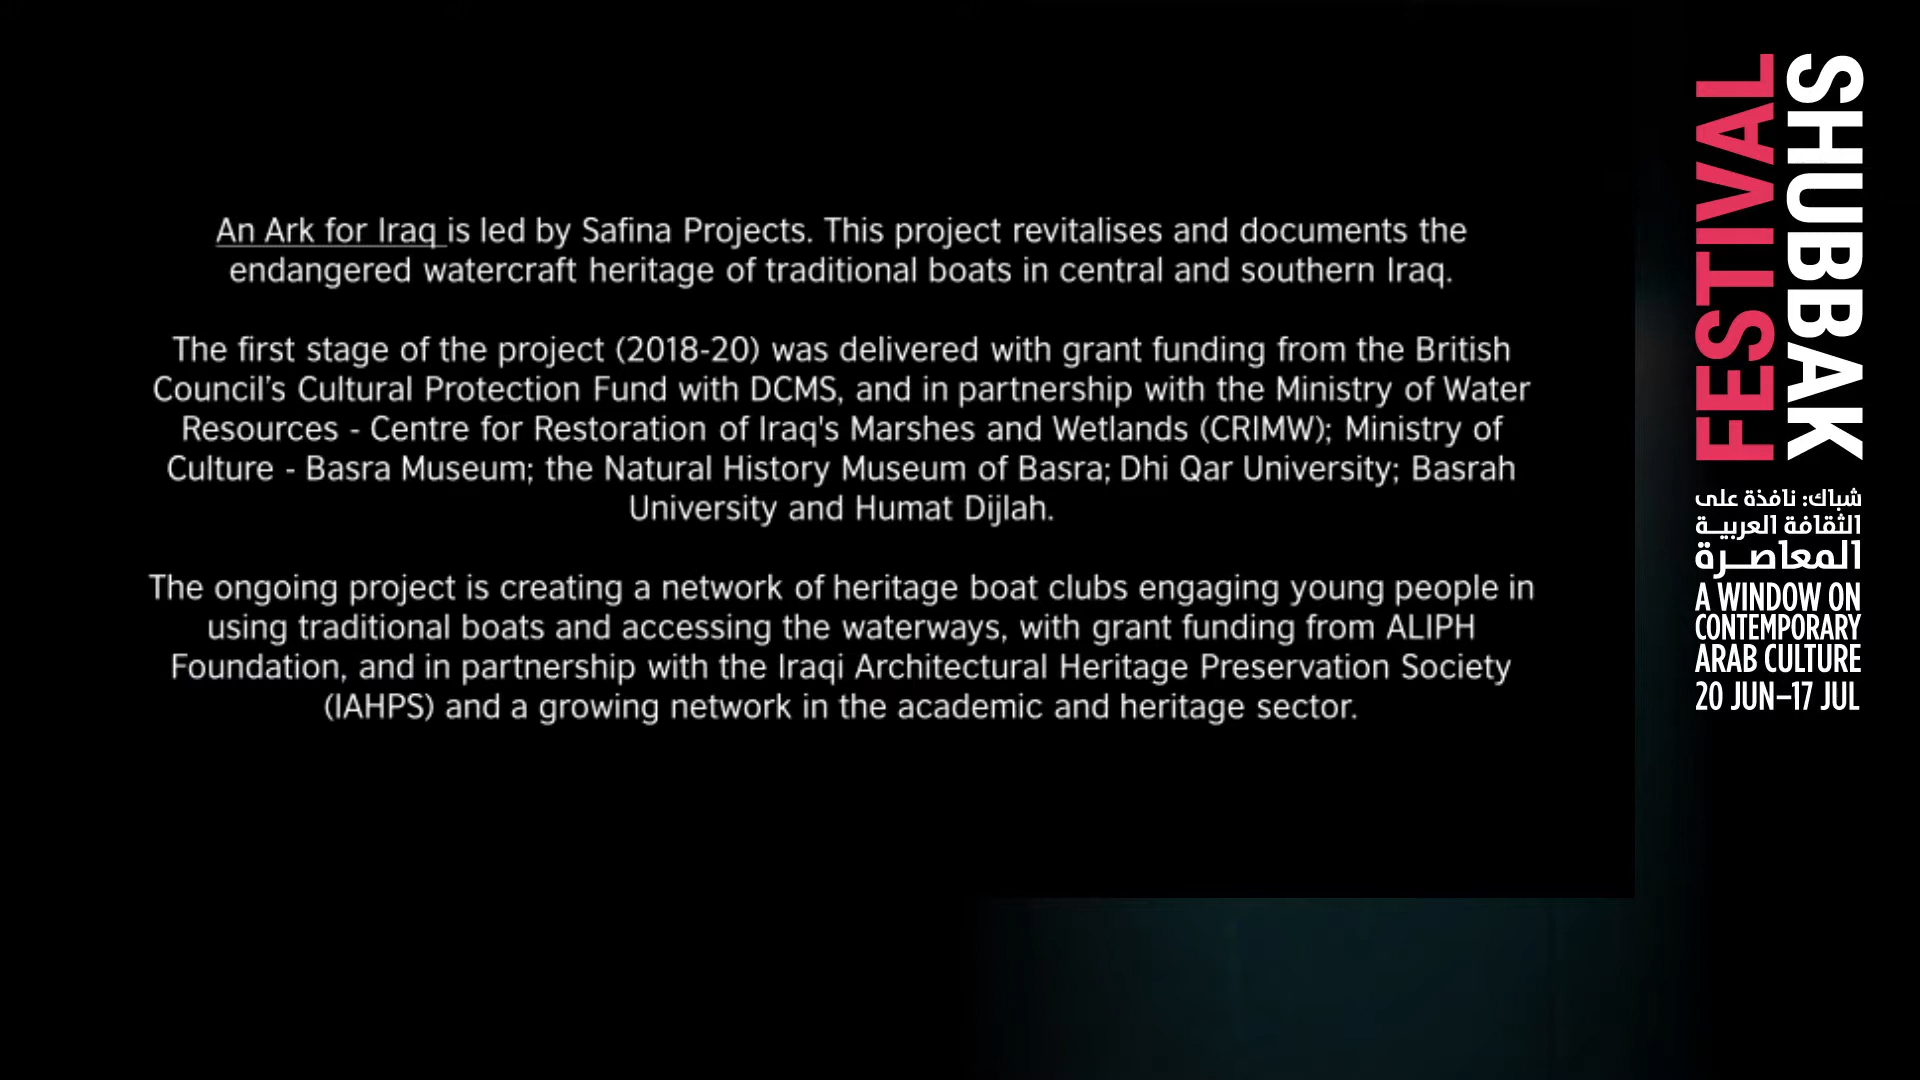 An Ark for Iraq is led by Safina Projects. This project revitalises and documents the
endangered watercraft heritage of traditional boats in central and southern Iraq.
The first stage of the project (2018-20) was delivered with grant funding from the British
Council’s Cultural Protection Fund with DCMS, and in partnership with the Ministry of Water
Resources - Centre for Restoration of Iraq's Marshes and Wetlands (CRIMW); Ministry of
Culture - Basra Museum; the Natural History Museum of Basra; Dhi Qar University; Basrah
University and Humat Dijlah.
The ongoing project is creating a network of heritage boat clubs engaging young people in
using traditional boats and accessing the waterways, with grant funding from ALIPH
Foundation, and in partnership with the Iraqi Architectural Heritage Preservation Society
(IAHPS) and a growing network in the academic and heritage sector.
SHUBBAK
FESTIVAL
شباك: نافذة على
الثقافة العربيـة
المعاصـرة
A WINDOW ON
CONTEMPORARY
ARAB CULTURE
20 JUN–17 JUL